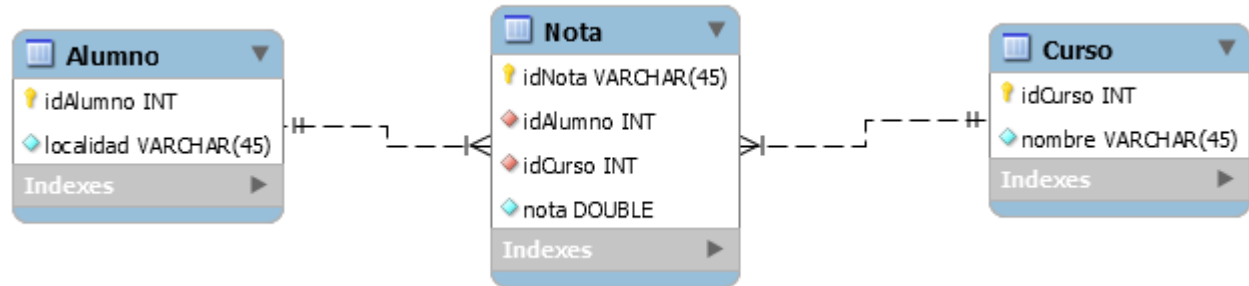 Alumno
idAlumno INT
localidad VARCHAR(45)
Indexes
Nota
idNota VARCHAR(45)
idAlumno INT
idCurso INT
nota DOUBLE
Indexes
Curso
idCurso INT
nombre VARCHAR(45)
Indexes